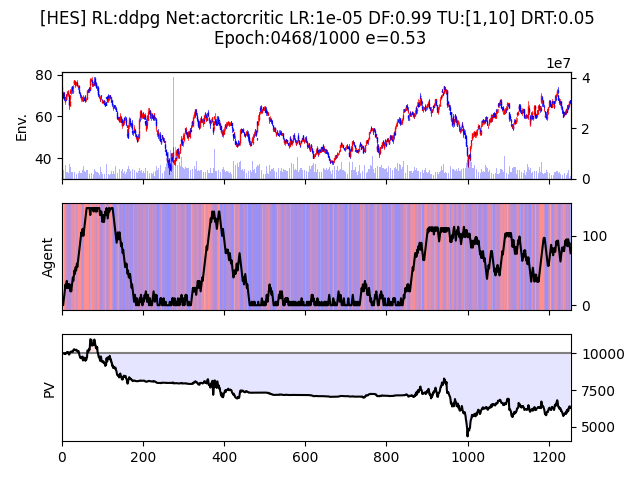 [HES] RL:ddpg Net:actorcritic LR:1e-05 DF:0.99 TU:[1,10] DRT:0.05
Epoch:0468/1000 e=0.53
1e7
80
60
40
Env.
4
2
0
Agent
100
0
PV
10000
7500
5000
0 200 400 600 800 1000 1200